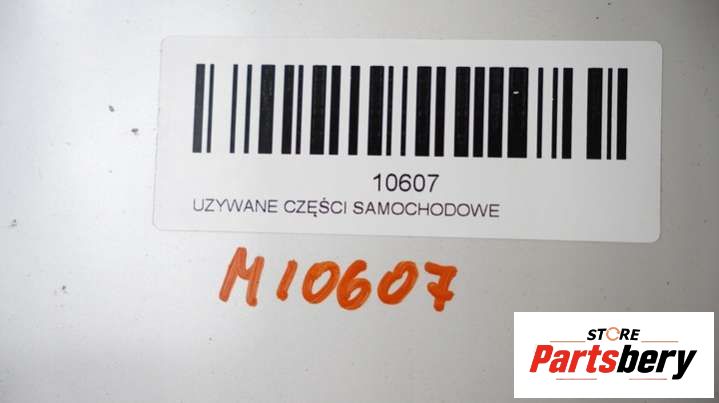 10607
UZYWANE CZĘŚCI SAMOCHODOWE
M10607
STORE
Partsbery